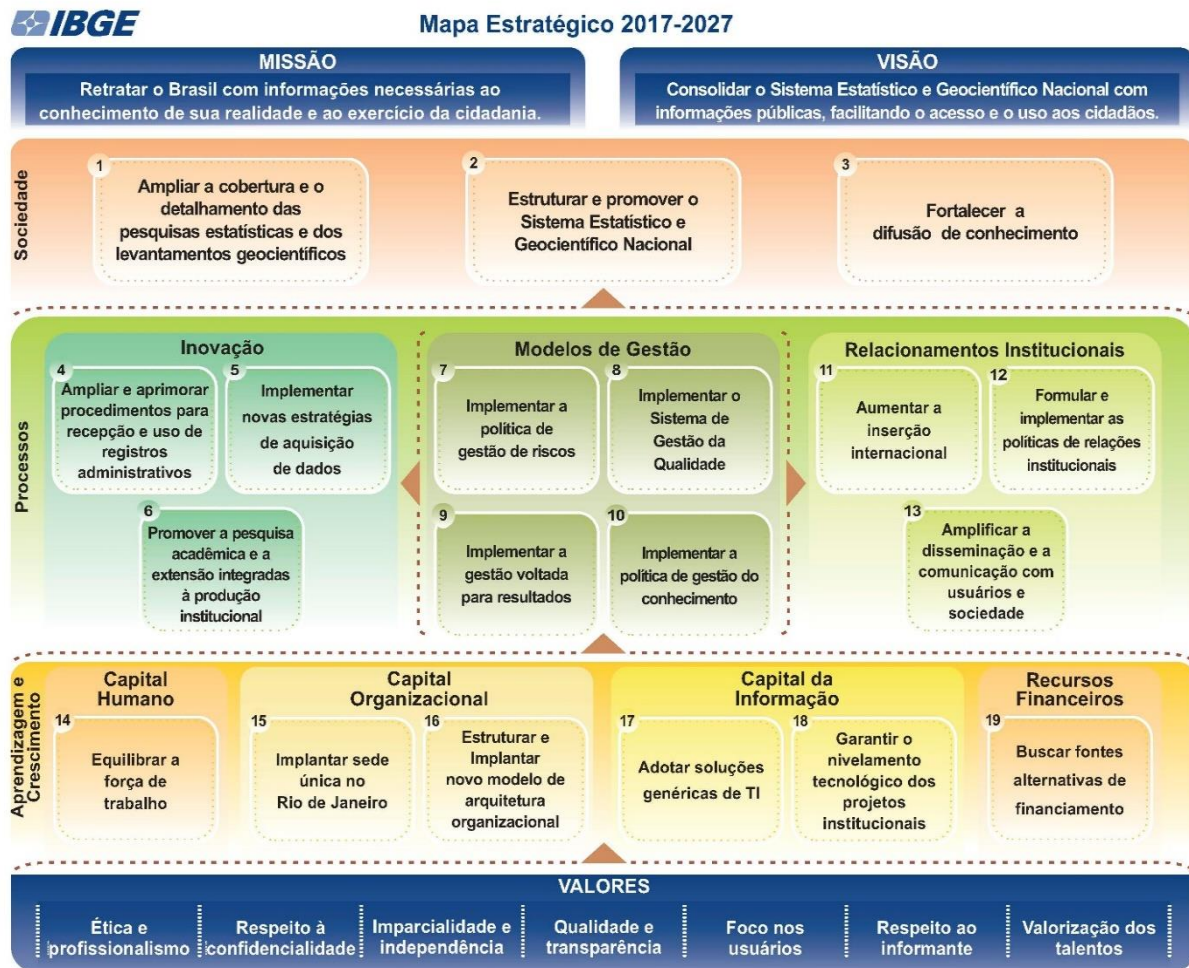 IBGE
Mapa Estratégico 2017-2027
MISSÃO
Retratar o Brasil com informações necessárias ao
conhecimento de sua realidade e ao exercício da cidadania.
VISÃO
Consolidar o Sistema Estatístico e Geocientífico Nacional com
informações públicas, facilitando o acesso e o uso aos cidadãos.
Sociedade
1
Ampliar a cobertura e o
detalhamento das
pesquisas estatísticas e dos
levantamentos geocientíficos
2
Estruturar e promover o
Sistema Estatístico e
Geocientífico Nacional
3
Fortalecer a
difusão de conhecimento
Processos
Inovação
4
Ampliar e aprimorar
procedimentos para
recepção e uso de
registros
administrativos
5
Implementar
novas estratégias
de aquisição
de dados
6
Promover a pesquisa
acadêmica e a
extensão integradas
à produção
institucional
Modelos de Gestão
7
Implementar a
política de
gestão de riscos
8
Implementar o
Sistema de
Gestão da
Qualidade
9
Implementar a
gestão voltada
para resultados
10
Implementar a
política de gestão do
conhecimento
Relacionamentos Institucionais
11
Aumentar a
inserção
internacional
12
Formular e
implementar as
políticas de relações
institucionais
13
Amplificar a
disseminação e a
comunicação com
usuários e
sociedade
Aprendizagem e
Crescimento
Capital
Humano
14
Equilibrar a
força de
trabalho
Capital
Organizacional
15
Implantar sede
única no
Rio de Janeiro
16
Estruturar e
Implantar
novo modelo de
arquitetura
organizacional
Capital da
Informação
17
Adotar soluções
genéricas de TI
18
Garantir o
nivelamento
tecnológico dos
projetos
institucionais
Recursos
Financeiros
19
Buscar fontes
alternativas de
financiamento
VALORES
Ética e
profissionalismo
Respeito à
confidencialidade
Imparcialidade e
independência
Qualidade e
transparência
Foco nos
usuários
Respeito ao
informante
Valorização dos
talentos